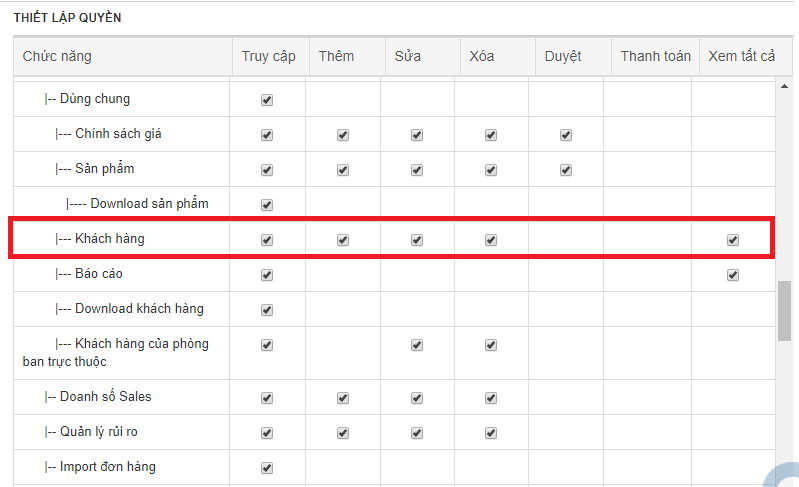 THIẾT LẬP QUYỀN
Chức năng Truy cập Thêm Sửa Xóa Duyệt Thanh toán Xem tất cả
|-- Dùng chung
|--- Chính sách giá
|--- Sản phẩm
|---- Download sản phẩm
|--- Khách hàng
|--- Báo cáo
|--- Download khách hàng
|--- Khách hàng của phòng
ban trực thuộc
|-- Doanh số Sales
|-- Quản lý rủi ro
|-- Import đơn hàng